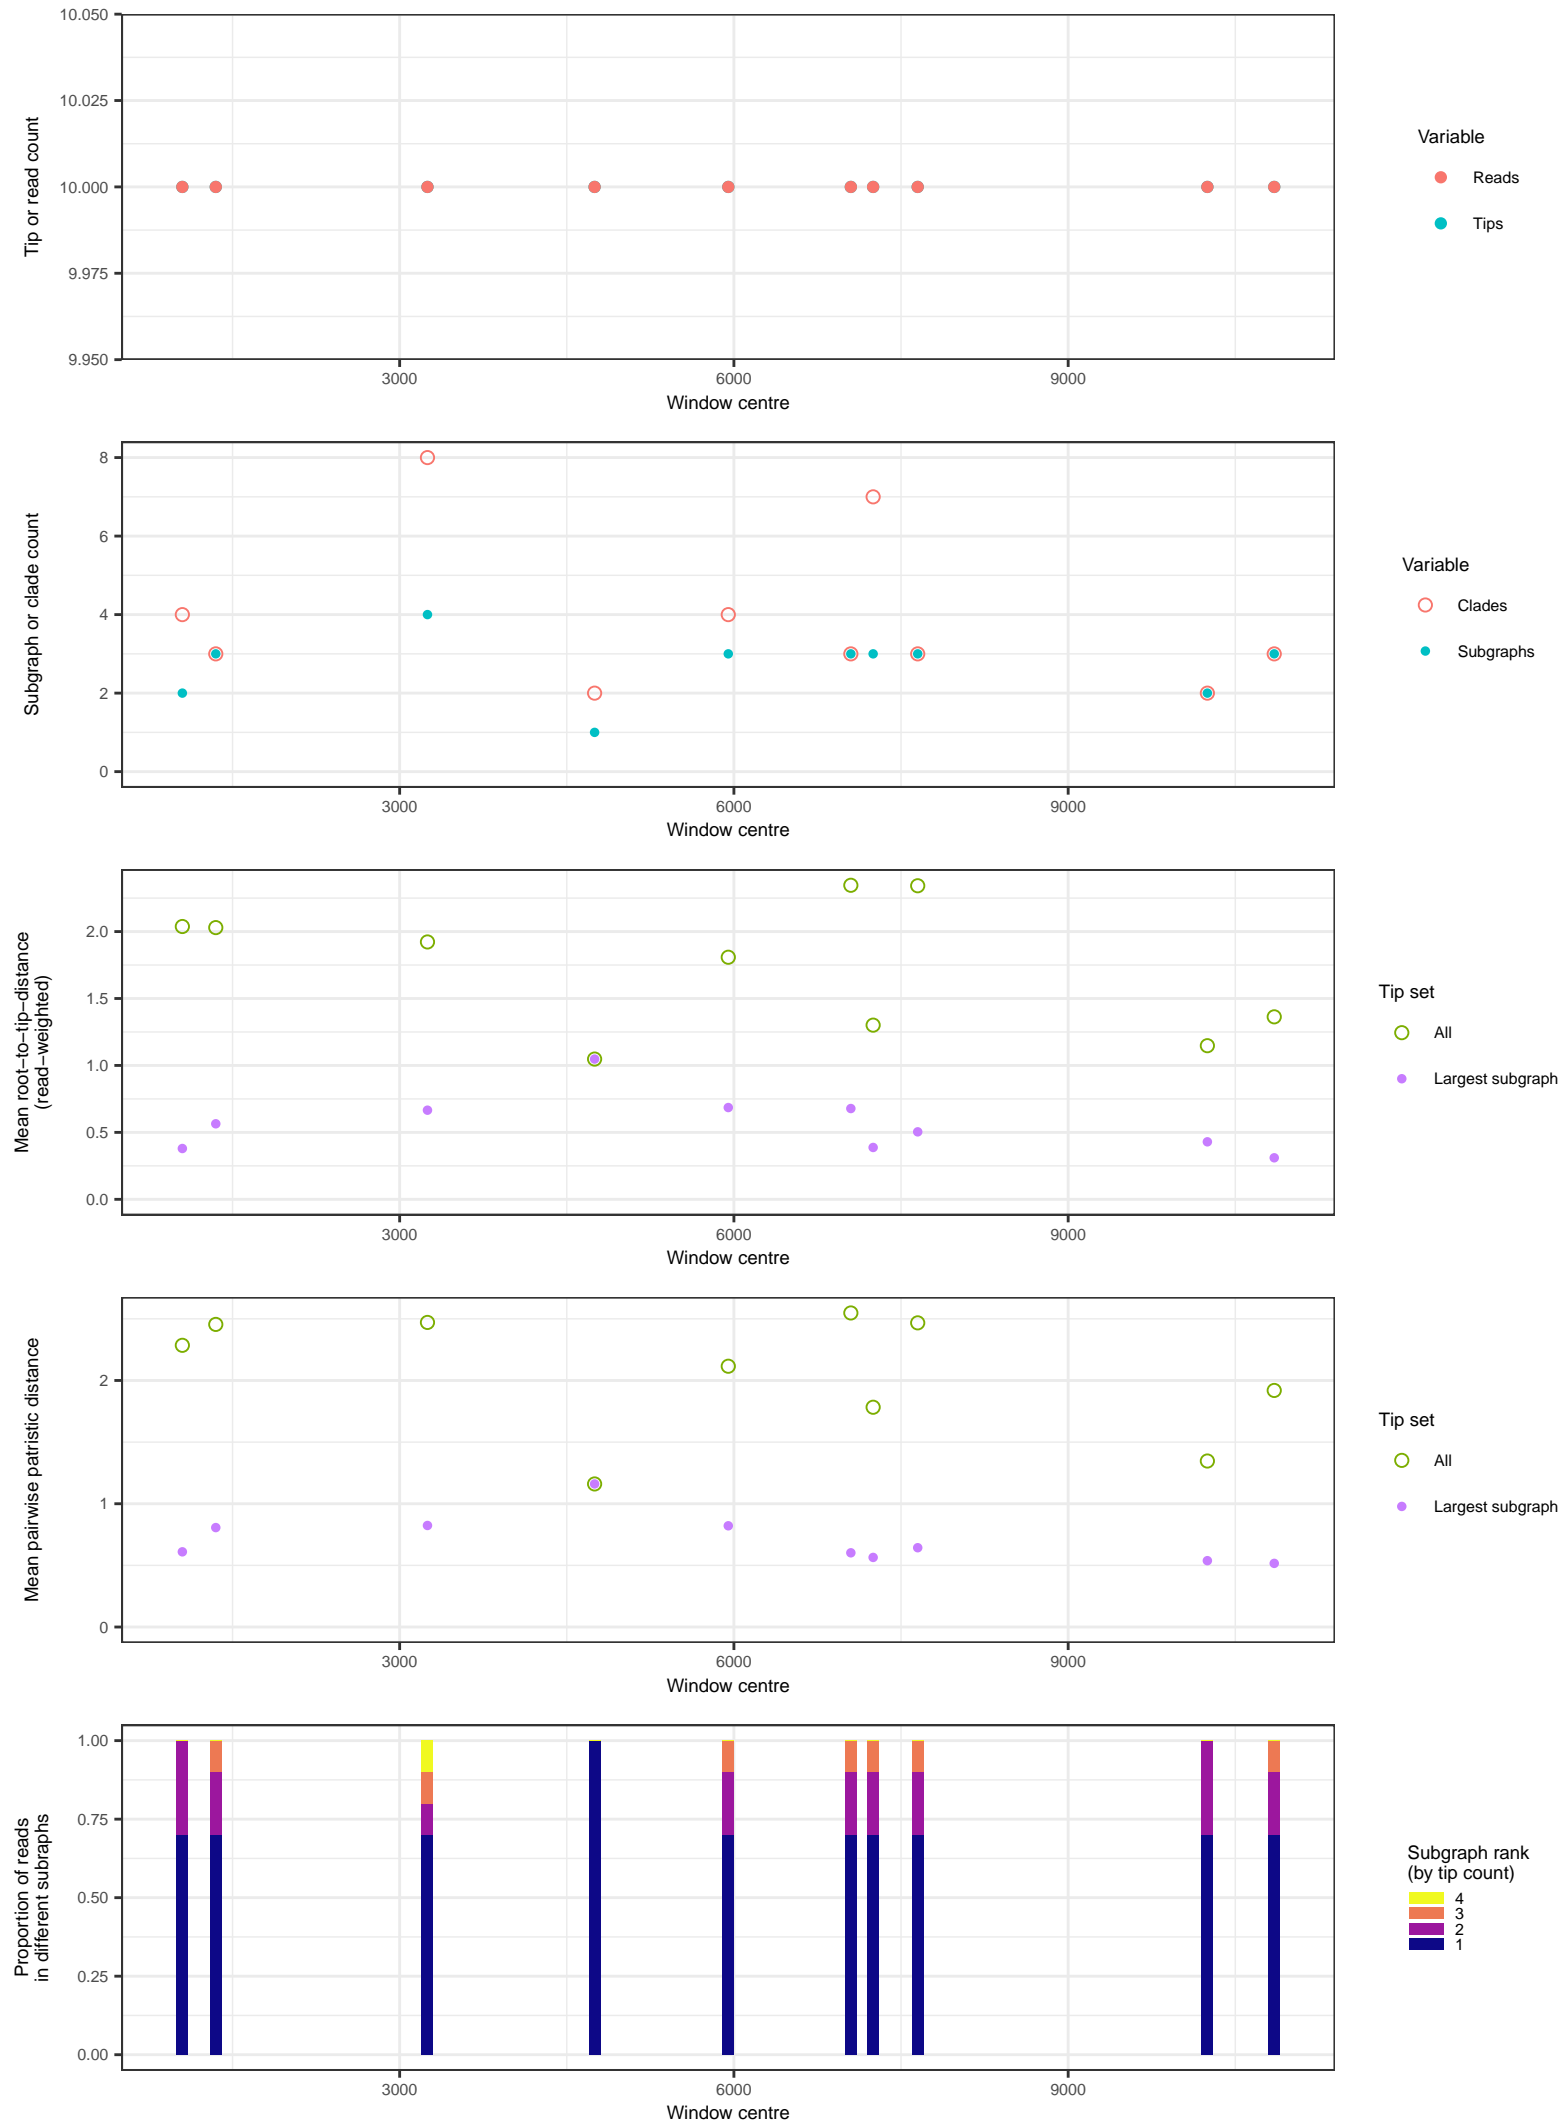 10.050
10.025
10.000
9.975
9.950
Tip or read count
3000
6000
9000
Window centre
Variable
Reads
Tips
8
6
4
2
0
Subgraph or clade count
3000
6000
9000
Window centre
Variable
Clades
Subgraphs
2.0
1.5
1.0
0.5
0.0
Mean root−to−tip−distance
(read−weighted)
3000
6000
9000
Window centre
Tip set
All
Largest subgraph
2
1
0
Mean pairwise patristic distance
3000
6000
9000
Window centre
Tip set
All
Largest subgraph
1.00
0.75
0.50
0.25
0.00
Proportion of reads
in different subraphs
3000
6000
9000
Window centre
Subgraph rank
(by tip count)
4
3
2
1